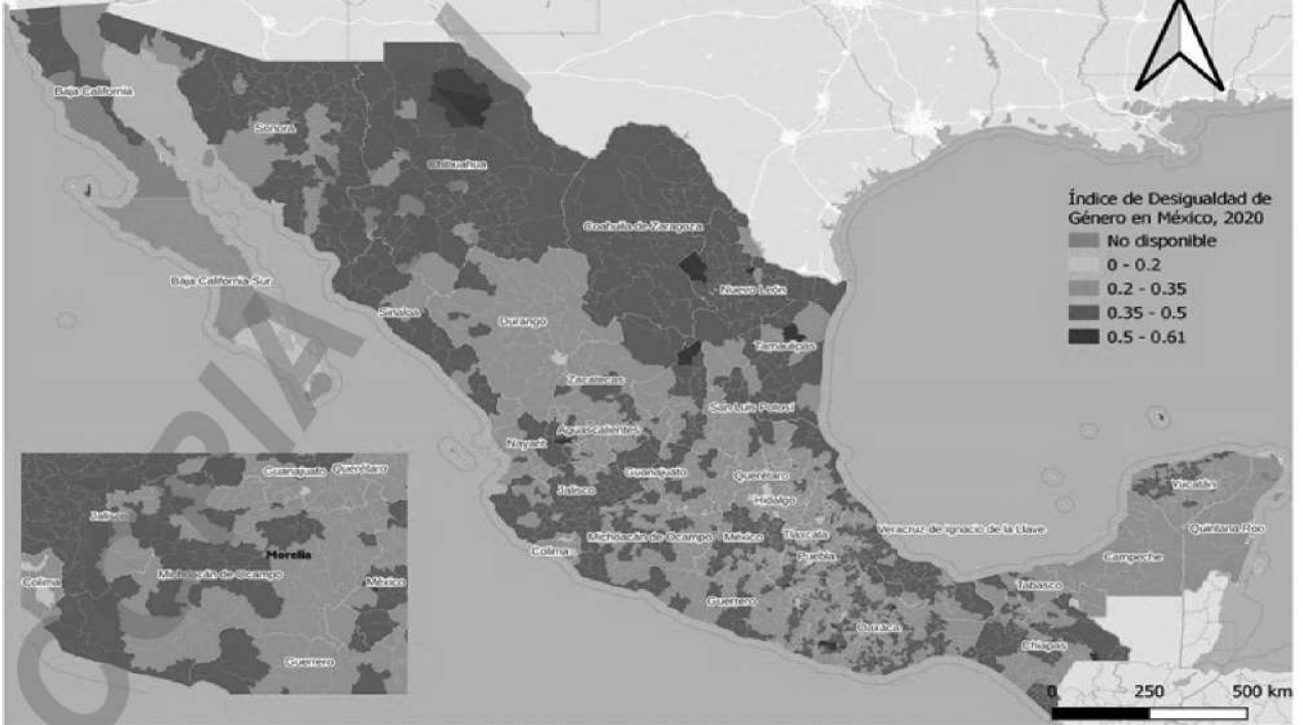 Baja California
Sonora
Chihuahua
Coahuila de Zaragoza
Baja California Sur
Nuevo León
Sinaloa
Durango
Tamaulipas
Zacatecas
San Luis Potosí
Aguascalientes
Nayarit
Guanajuato
Querétaro
Jalisco
Hidalgo
Michoacán de Ocampo
México
Tlaxcala
Veracruz de Ignacio de la Llave
Colima
Puebla
Guerrero
Oaxaca
Tabasco
Chiapas
Campeche
Yucatán
Quintana Roo
Índice de Desigualdad de
Género en México, 2020
No disponible
0 - 0.2
0.2 - 0.35
0.35 - 0.5
0.5 - 0.61
Guanajuato
Querétaro
Jalisco
Morelia
Michoacán de Ocampo
Colima
México
Guerrero
0 250 500 km
COPIA